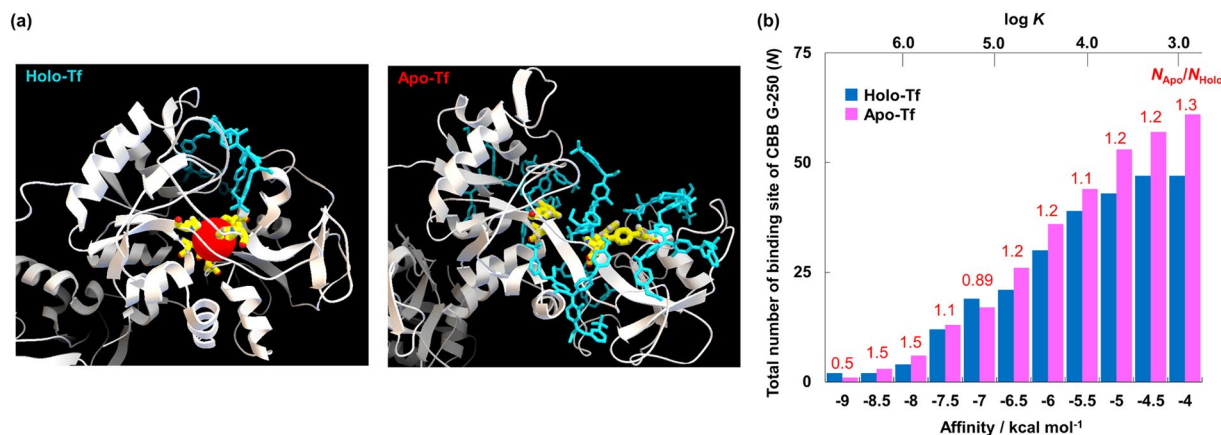 (a)
Holo-Tf
Apo-Tf
(b)
log K
6.0 5.0 4.0 3.0
N_Apo/N_Holo
Total number of binding site of CBB G-250 (N)
75
50
25
0
Holo-Tf
Apo-Tf
0.5 1.5 1.5 1.1 0.89 1.2 1.2 1.1 1.2 1.2 1.3
-9 -8.5 -8 -7.5 -7 -6.5 -6 -5.5 -5 -4.5 -4
Affinity / kcal mol⁻¹